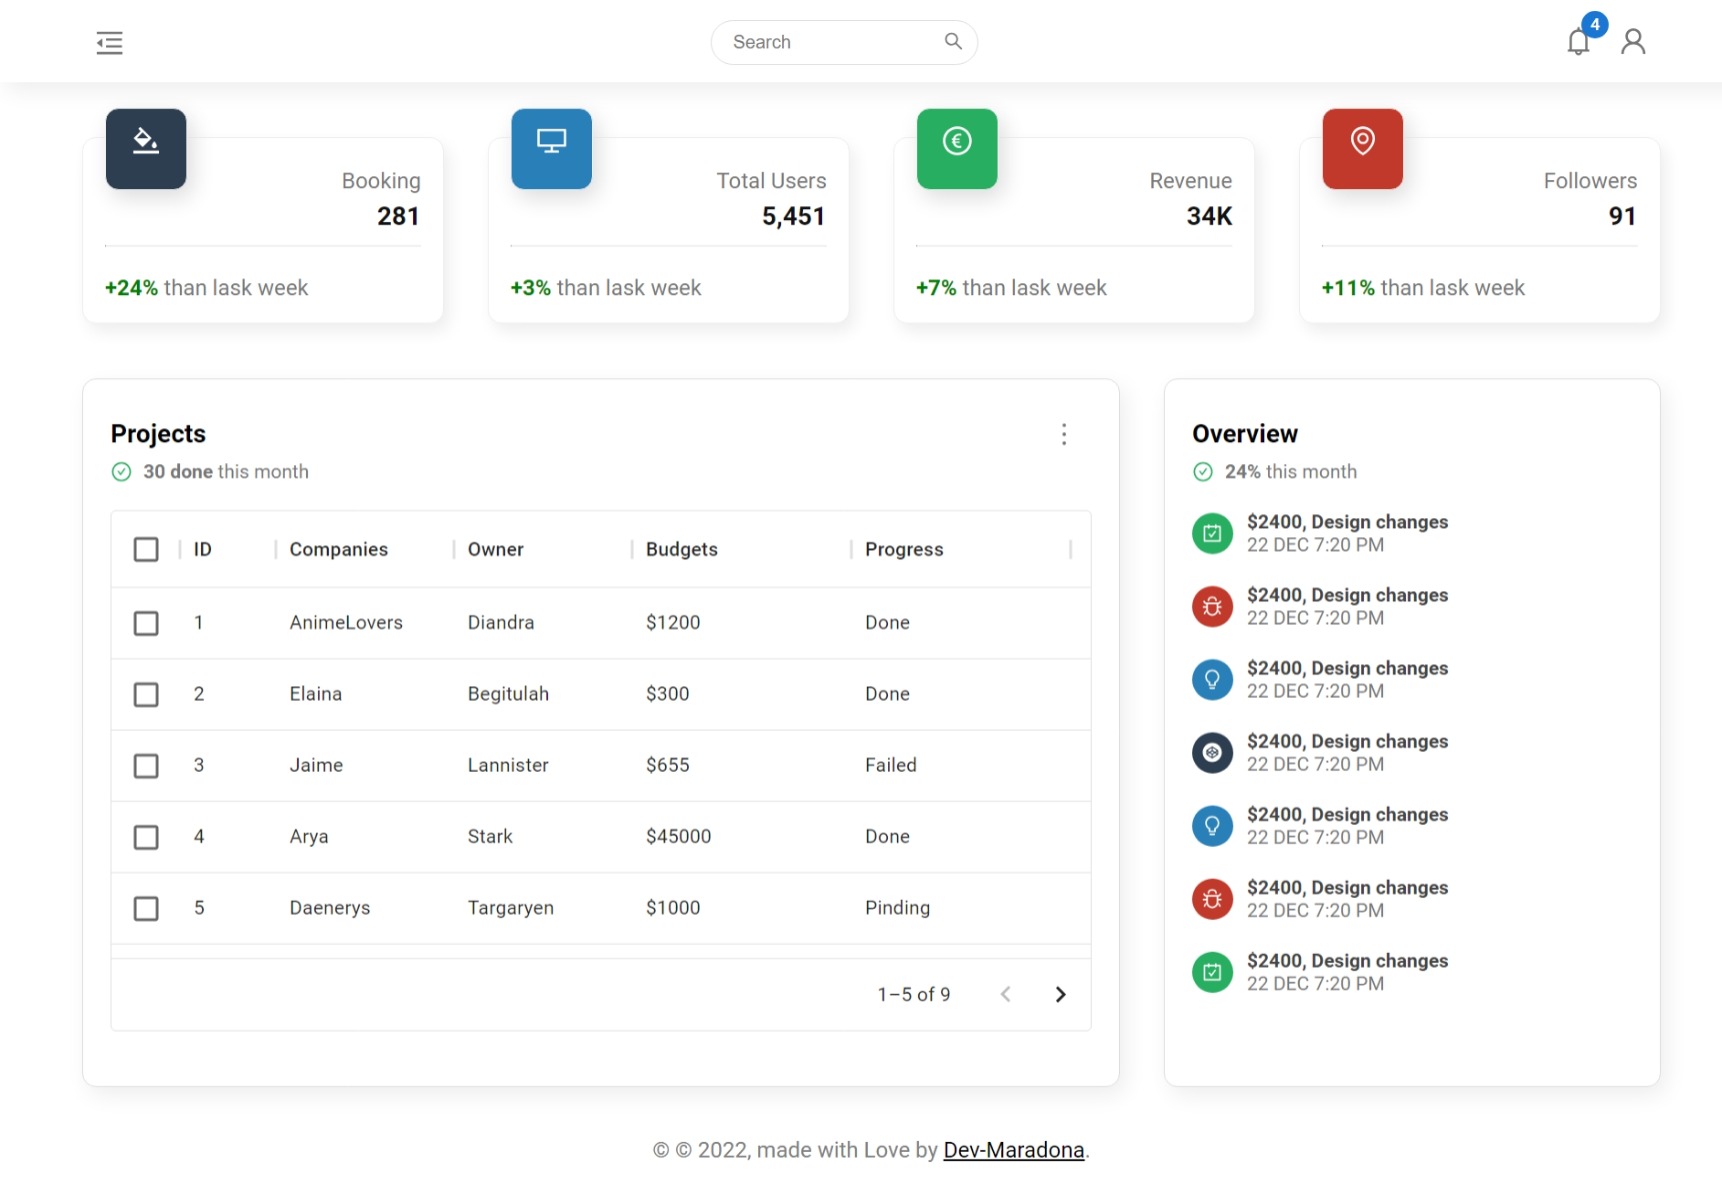 Search
4
Booking
281
+24% than lask week
Total Users
5,451
+3% than lask week
Revenue
34K
+7% than lask week
Followers
91
+11% than lask week
Projects
30 done this month
ID Companies Owner Budgets Progress
1 AnimeLovers Diandra $1200 Done
2 Elaina Begitulah $300 Done
3 Jaime Lannister $655 Failed
4 Arya Stark $45000 Done
5 Daenerys Targaryen $1000 Pinding
1–5 of 9
Overview
24% this month
$2400, Design changes
22 DEC 7:20 PM
$2400, Design changes
22 DEC 7:20 PM
$2400, Design changes
22 DEC 7:20 PM
$2400, Design changes
22 DEC 7:20 PM
$2400, Design changes
22 DEC 7:20 PM
$2400, Design changes
22 DEC 7:20 PM
$2400, Design changes
22 DEC 7:20 PM
© © 2022, made with Love by Dev-Maradona.